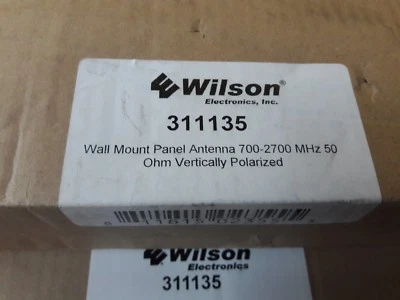 Wilson®
Electronics, Inc.
311135
Wall Mount Panel Antenna 700-2700 MHz 50
Ohm Vertically Polarized
Wilson
Electronics
311135